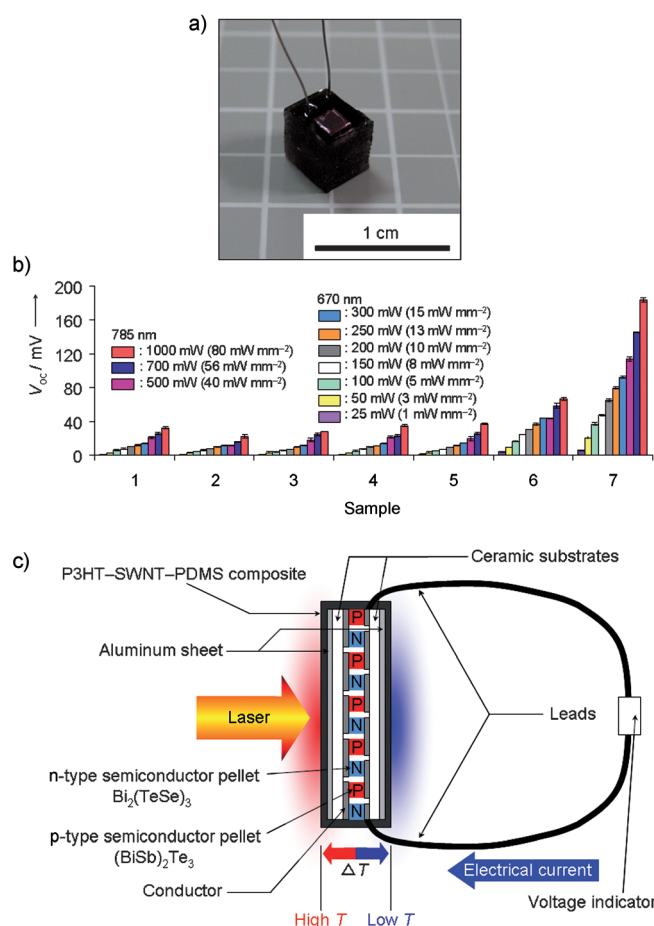 a)
1 cm
b)
V_oc / mV
200
160
120
80
40
0
785 nm
: 1000 mW (80 mW mm⁻²)
: 700 mW (56 mW mm⁻²)
: 500 mW (40 mW mm⁻²)
670 nm
: 300 mW (15 mW mm⁻²)
: 250 mW (13 mW mm⁻²)
: 200 mW (10 mW mm⁻²)
: 150 mW (8 mW mm⁻²)
: 100 mW (5 mW mm⁻²)
: 50 mW (3 mW mm⁻²)
: 25 mW (1 mW mm⁻²)
1 2 3 4 5 6 7
Sample
c)
P3HT–SWNT–PDMS composite
Ceramic substrates
Aluminum sheet
P
N
P
N
P
N
P
N
P
N
Laser
Leads
n-type semiconductor pellet
Bi₂(TeSe)₃
p-type semiconductor pellet
(BiSb)₂Te₃
Conductor
△T
Electrical current
Voltage indicator
High T
Low T